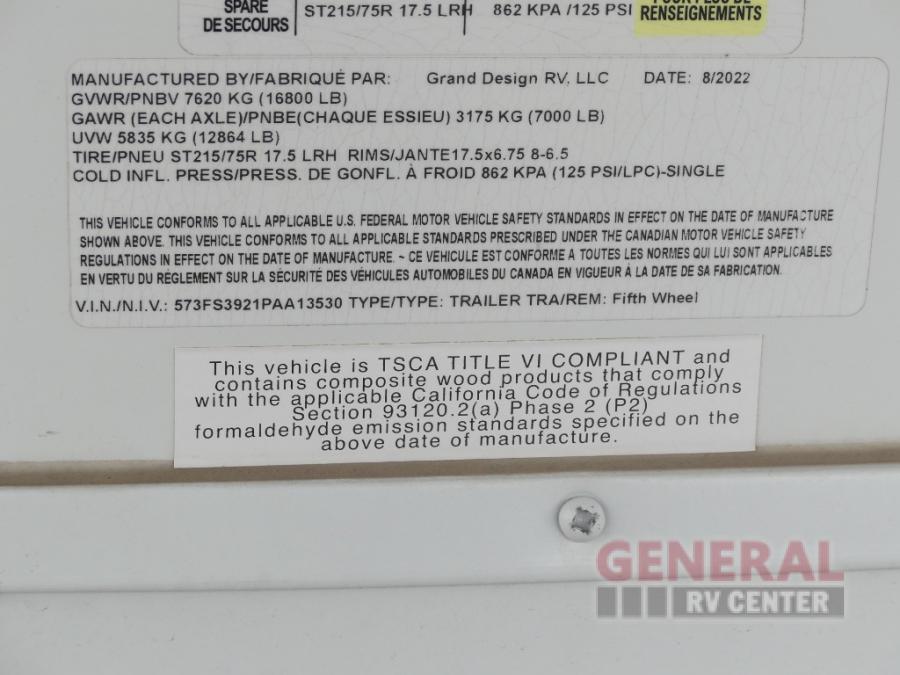 SPARE
DE SECOURS
ST215/75R 17.5 LRH
862 KPA /125 PSI
RENSEIGNEMENTS
MANUFACTURED BY/FABRIQUÉ PAR: Grand Design RV, LLC DATE: 8/2022
GVWR/PNBV 7620 KG (16800 LB)
GAWR (EACH AXLE)/PNBE(CHAQUE ESSIEU) 3175 KG (7000 LB)
UVW 5835 KG (12864 LB)
TIRE/PNEU ST215/75R 17.5 LRH RIMS/JANTE17.5x6.75 8-6.5
COLD INFL. PRESS/PRESS. DE GONFL. À FROID 862 KPA (125 PSI/LPC)-SINGLE
THIS VEHICLE CONFORMS TO ALL APPLICABLE U.S. FEDERAL MOTOR VEHICLE SAFETY STANDARDS IN EFFECT ON THE DATE OF MANUFACTURE
SHOWN ABOVE. THIS VEHICLE CONFORMS TO ALL APPLICABLE STANDARDS PRESCRIBED UNDER THE CANADIAN MOTOR VEHICLE SAFETY
REGULATIONS IN EFFECT ON THE DATE OF MANUFACTURE. ~ CE VEHICULE EST CONFORME A TOUTES LES NORMES QUI LUI SONT APPLICABLES
EN VERTU DU RÉGLEMENT SUR LA SÉCURITÉ DES VÉHICULES AUTOMOBILES DU CANADA EN VIGUEUR À LA DATE DE SA FABRICATION.
V.I.N./N.I.V.: 573FS3921PAA13530 TYPE/TYPE: TRAILER TRA/REM: Fifth Wheel
This vehicle is TSCA TITLE VI COMPLIANT and
contains composite wood products that comply
with the applicable California Code of Regulations
Section 93120.2(a) Phase 2 (P2)
formaldehyde emission standards specified on the
above date of manufacture.
GENERAL
RV CENTER